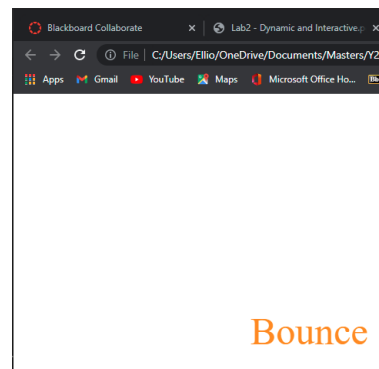 Blackboard Collaborate × Lab2 - Dynamic and Interactive.p ×
File | C:/Users/Ellio/OneDrive/Documents/Masters/Y2
Apps Gmail YouTube Maps Microsoft Office Ho... Bb
Bounce